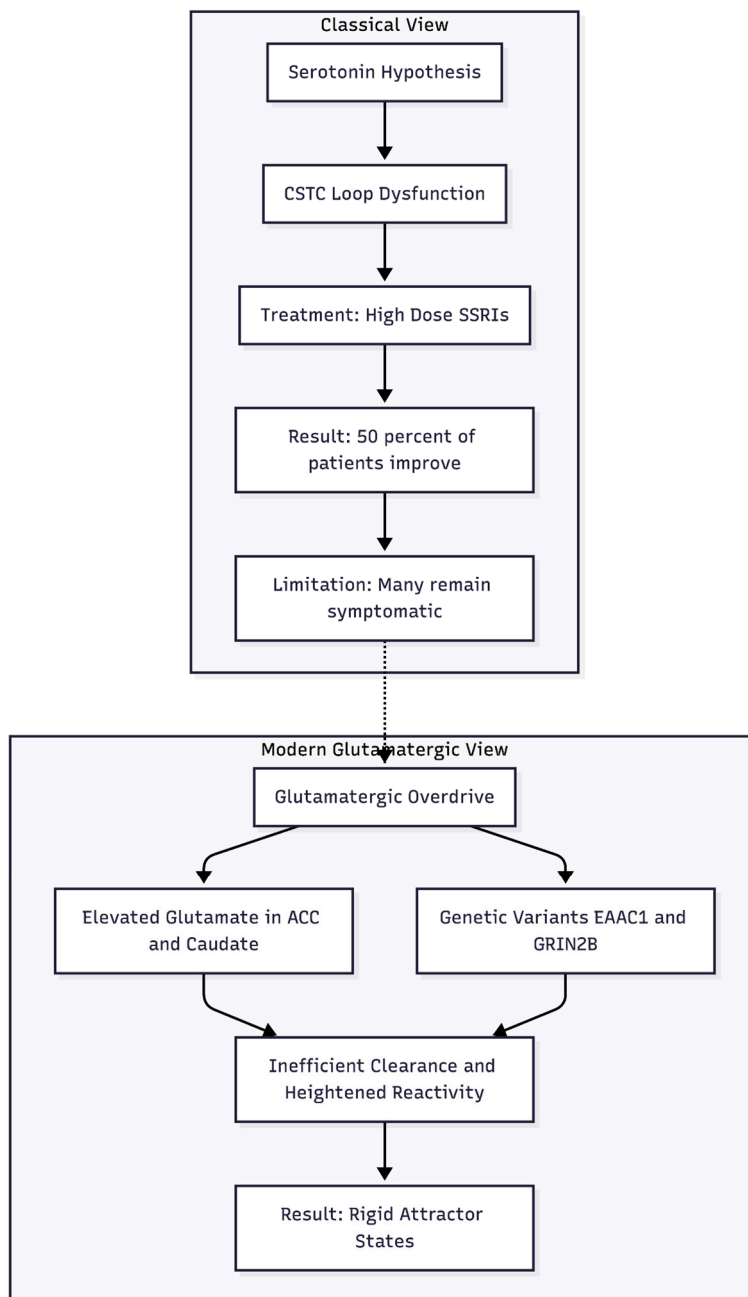 Classical View
Serotonin Hypothesis
CSTC Loop Dysfunction
Treatment: High Dose SSRIs
Result: 50 percent of
patients improve
Limitation: Many remain
symptomatic
Modern Glutamatergic View
Glutamatergic Overdrive
Elevated Glutamate in ACC
and Caudate
Genetic Variants EAAC1 and
GRIN2B
Inefficient Clearance and
Heightened Reactivity
Result: Rigid Attractor
States